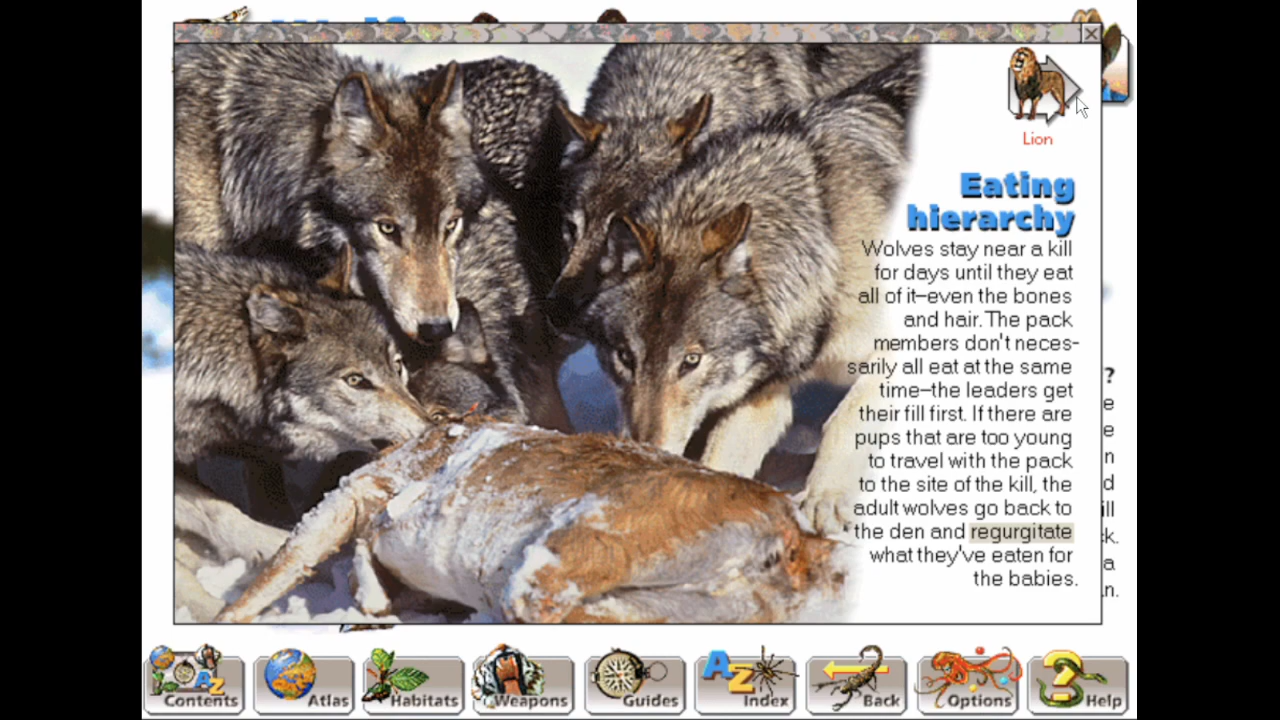 Lion
Eating
hierarchy
Wolves stay near a kill
for days until they eat
all of it–even the bones
and hair. The pack
members don't neces-
sarily all eat at the same
time–the leaders get
their fill first. If there are
pups that are too young
to travel with the pack
to the site of the kill, the
adult wolves go back to
the den and regurgitate
what they've eaten for
the babies.
Contents
Atlas
Habitats
Weapons
Guides
AZ Index
Back
Options
? Help